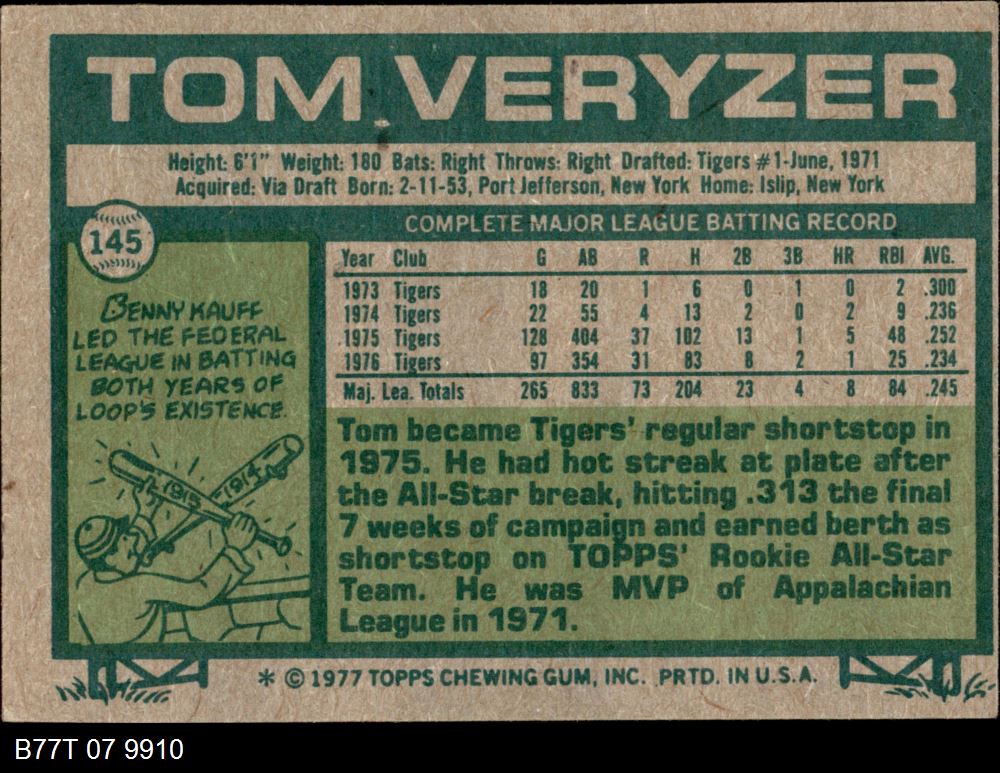 TOM VERYZER
Height: 6'1" Weight: 180 Bats: Right Throws: Right Drafted: Tigers #1-June, 1971
Acquired: Via Draft Born: 2-11-53, Port Jefferson, New York Home: Islip, New York
145
COMPLETE MAJOR LEAGUE BATTING RECORD
Year Club G AB R H 2B 3B HR RBI AVG.
1973 Tigers 18 20 1 6 0 1 0 2 .300
1974 Tigers 22 55 4 13 2 0 2 9 .236
1975 Tigers 128 404 37 102 13 1 5 48 .252
1976 Tigers 97 354 31 83 8 2 1 25 .234
Maj. Lea. Totals 265 833 73 204 23 4 8 84 .245
BENNY KAUFF
LED THE FEDERAL
LEAGUE IN BATTING
BOTH YEARS OF
LOOP'S EXISTENCE.
1915 1914
Tom became Tigers' regular shortstop in
1975. He had hot streak at plate after
the All-Star break, hitting .313 the final
7 weeks of campaign and earned berth as
shortstop on TOPPS' Rookie All-Star
Team. He was MVP of Appalachian
League in 1971.
* © 1977 TOPPS CHEWING GUM, INC. PRTD. IN U.S.A.
B77T 07 9910